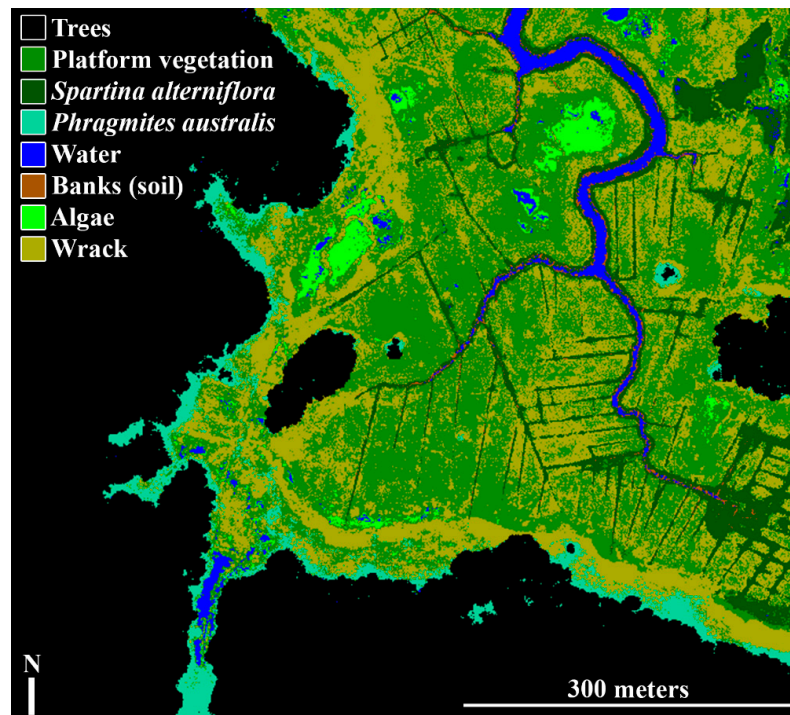 Trees
Platform vegetation
Spartina alterniflora
Phragmites australis
Water
Banks (soil)
Algae
Wrack
N
300 meters